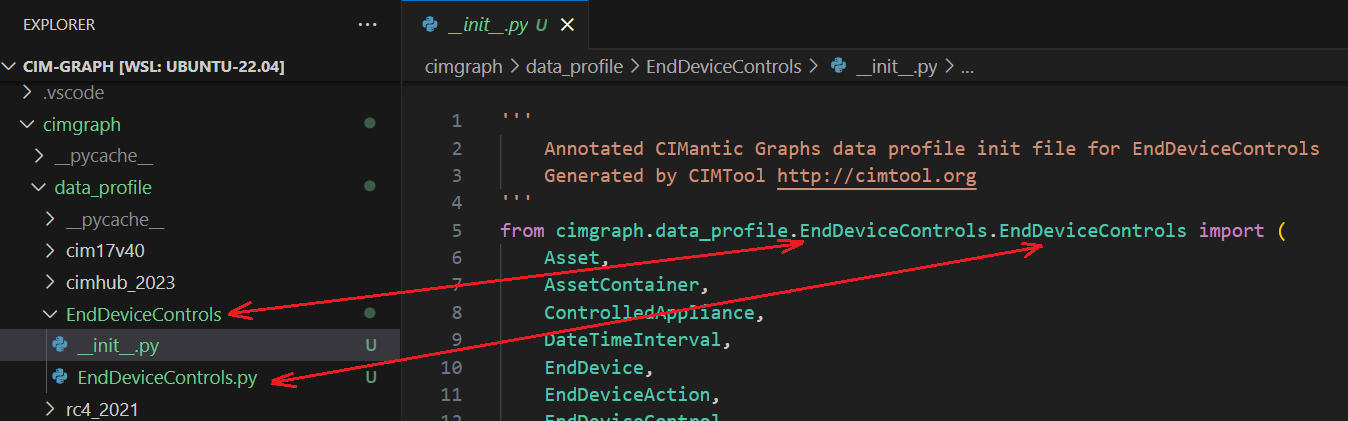 EXPLORER
CIM-GRAPH [WSL: UBUNTU-22.04]
.vscode
cimgraph
__pycache__
data_profile
__pycache__
cim17v40
cimhub_2023
EndDeviceControls
__init__.py U
EndDeviceControls.py U
rc4_2021
__init__.py U
cimgraph > data_profile > EndDeviceControls > __init__.py > ...
1 '''
2 Annotated CIMantic Graphs data profile init file for EndDeviceControls
3 Generated by CIMTool http://cimtool.org
4 '''
5 from cimgraph.data_profile.EndDeviceControls.EndDeviceControls import (
6 Asset,
7 AssetContainer,
8 ControlledAppliance,
9 DateTimeInterval,
10 EndDevice,
11 EndDeviceAction,
12 EndDeviceControl